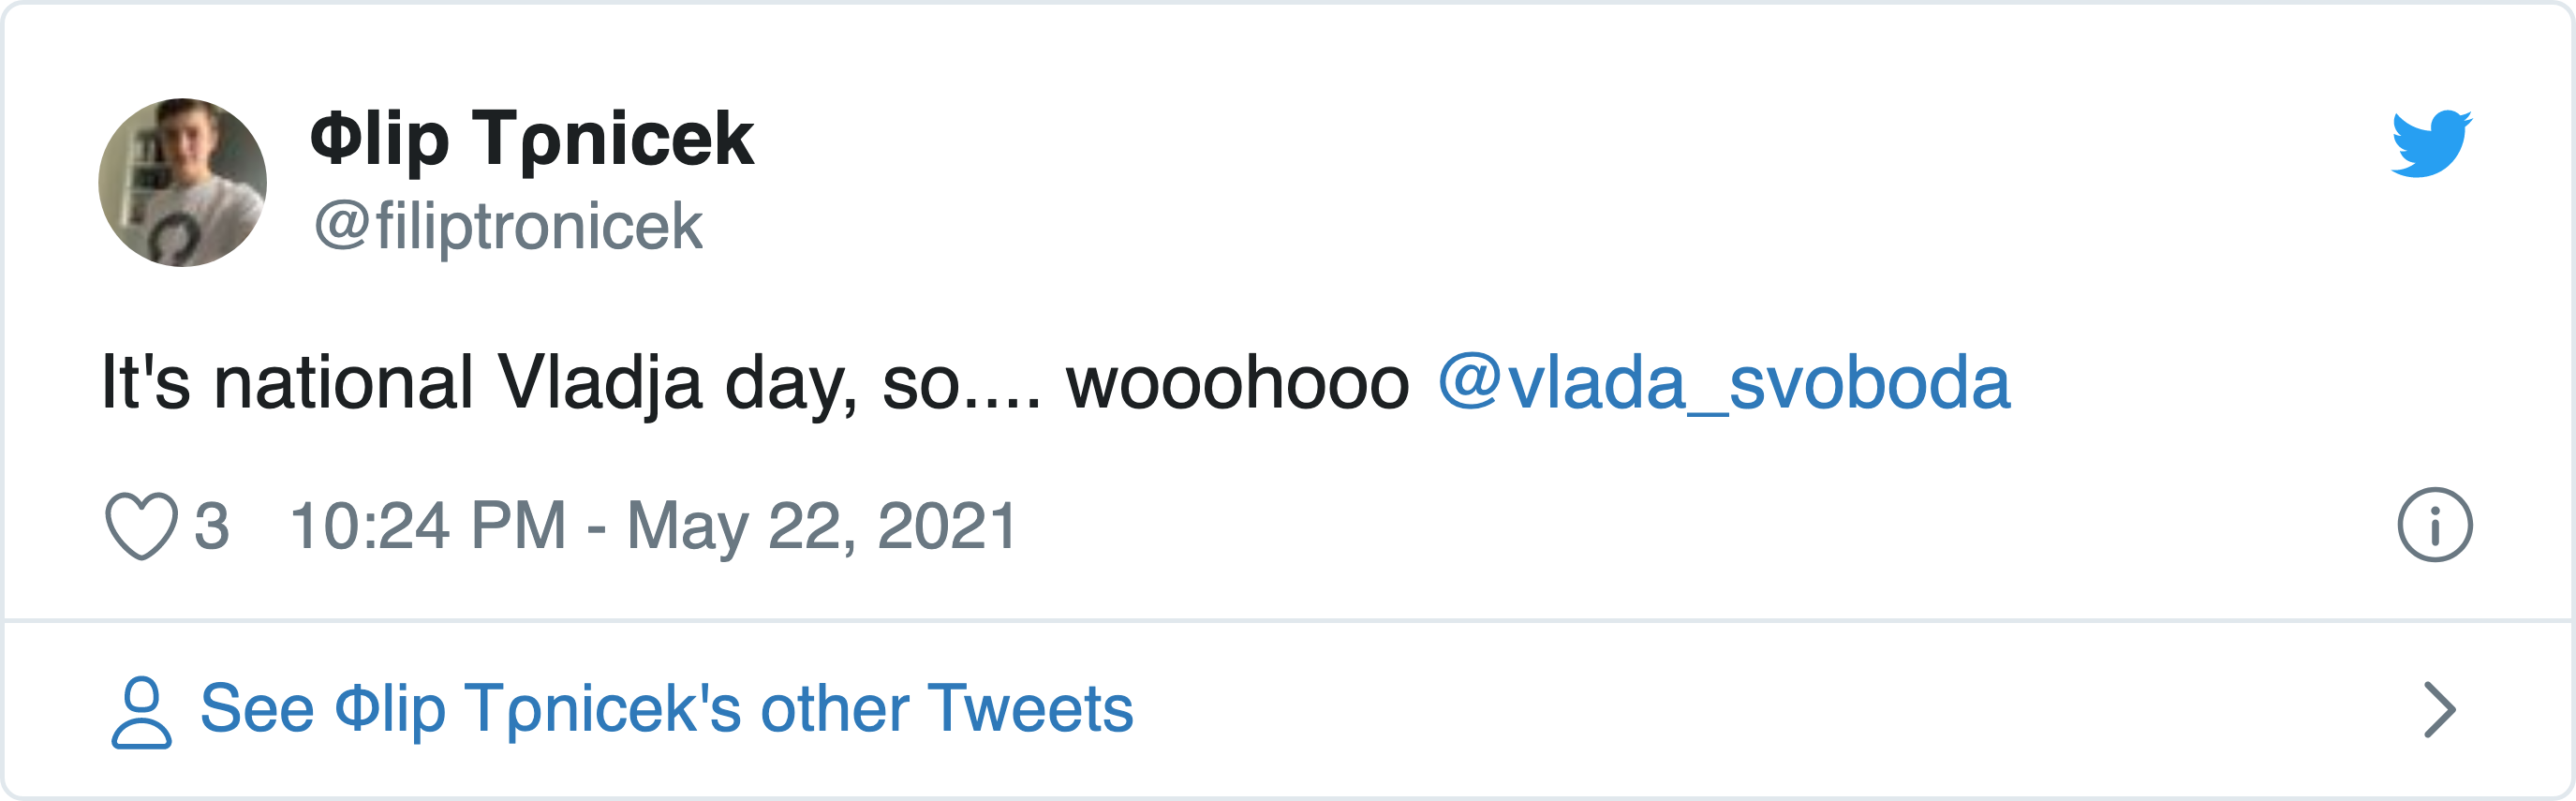 Φlip Tρnicek
@filiptronicek
It's national Vladja day, so.... wooohooo @vlada_svoboda
3 10:24 PM - May 22, 2021
See Φlip Tρnicek's other Tweets